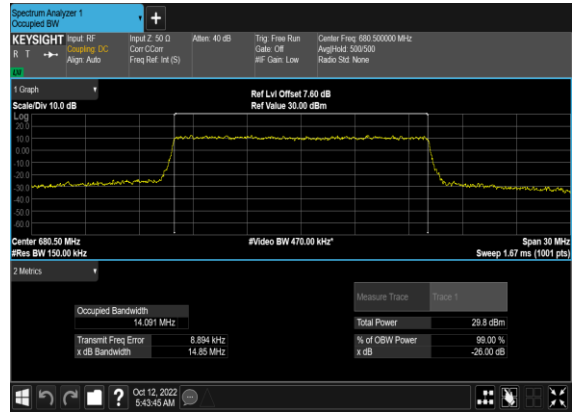 Spectrum Analyzer 1
Occupied BW
+
KEYSIGHT Input: RF Input Z: 50 Ω Atten: 40 dB Trig: Free Run Center Freq: 680.500000 MHz
R T Coupling: DC Corr CCorr Gate: Off Avg|Hold: 500/500
Align: Auto Freq Ref: Int (S) #IF Gain: Low Radio Std: None
LW
1 Graph
Ref Lvl Offset 7.60 dB
Scale/Div 10.0 dB Ref Value 30.00 dBm
Log
20.0
10.0
0.00
-10.0
-20.0
-30.0
-40.0
-50.0
-60.0
Center 680.50 MHz #Video BW 470.00 kHz* Span 30 MHz
#Res BW 150.00 kHz Sweep 1.67 ms (1001 pts)
2 Metrics
Measure Trace Trace 1
Occupied Bandwidth
14.091 MHz Total Power 29.8 dBm
Transmit Freq Error 8.894 kHz % of OBW Power 99.00 %
x dB Bandwidth 14.85 MHz x dB -26.00 dB
? Oct 12, 2022
5:43:45 AM